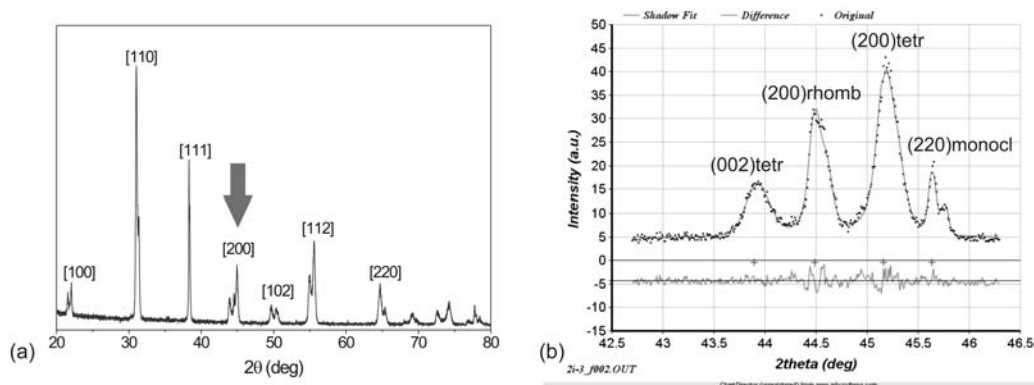 [110]
[111]
[200]
[112]
[100]
[102]
[220]
20 30 40 50 60 70 80
2θ (deg)
(a)
Shadow Fit Difference Original
50
45
40
35
30
25
20
15
10
5
0
-5
-10
-15
Intensity (a.u.)
(200)tetr
(200)rhomb
(220)monocl
(002)tetr
42.5 43 43.5 44 44.5 45 45.5 46 46.5
2theta (deg)
(b)
2i-3_f002.OUT